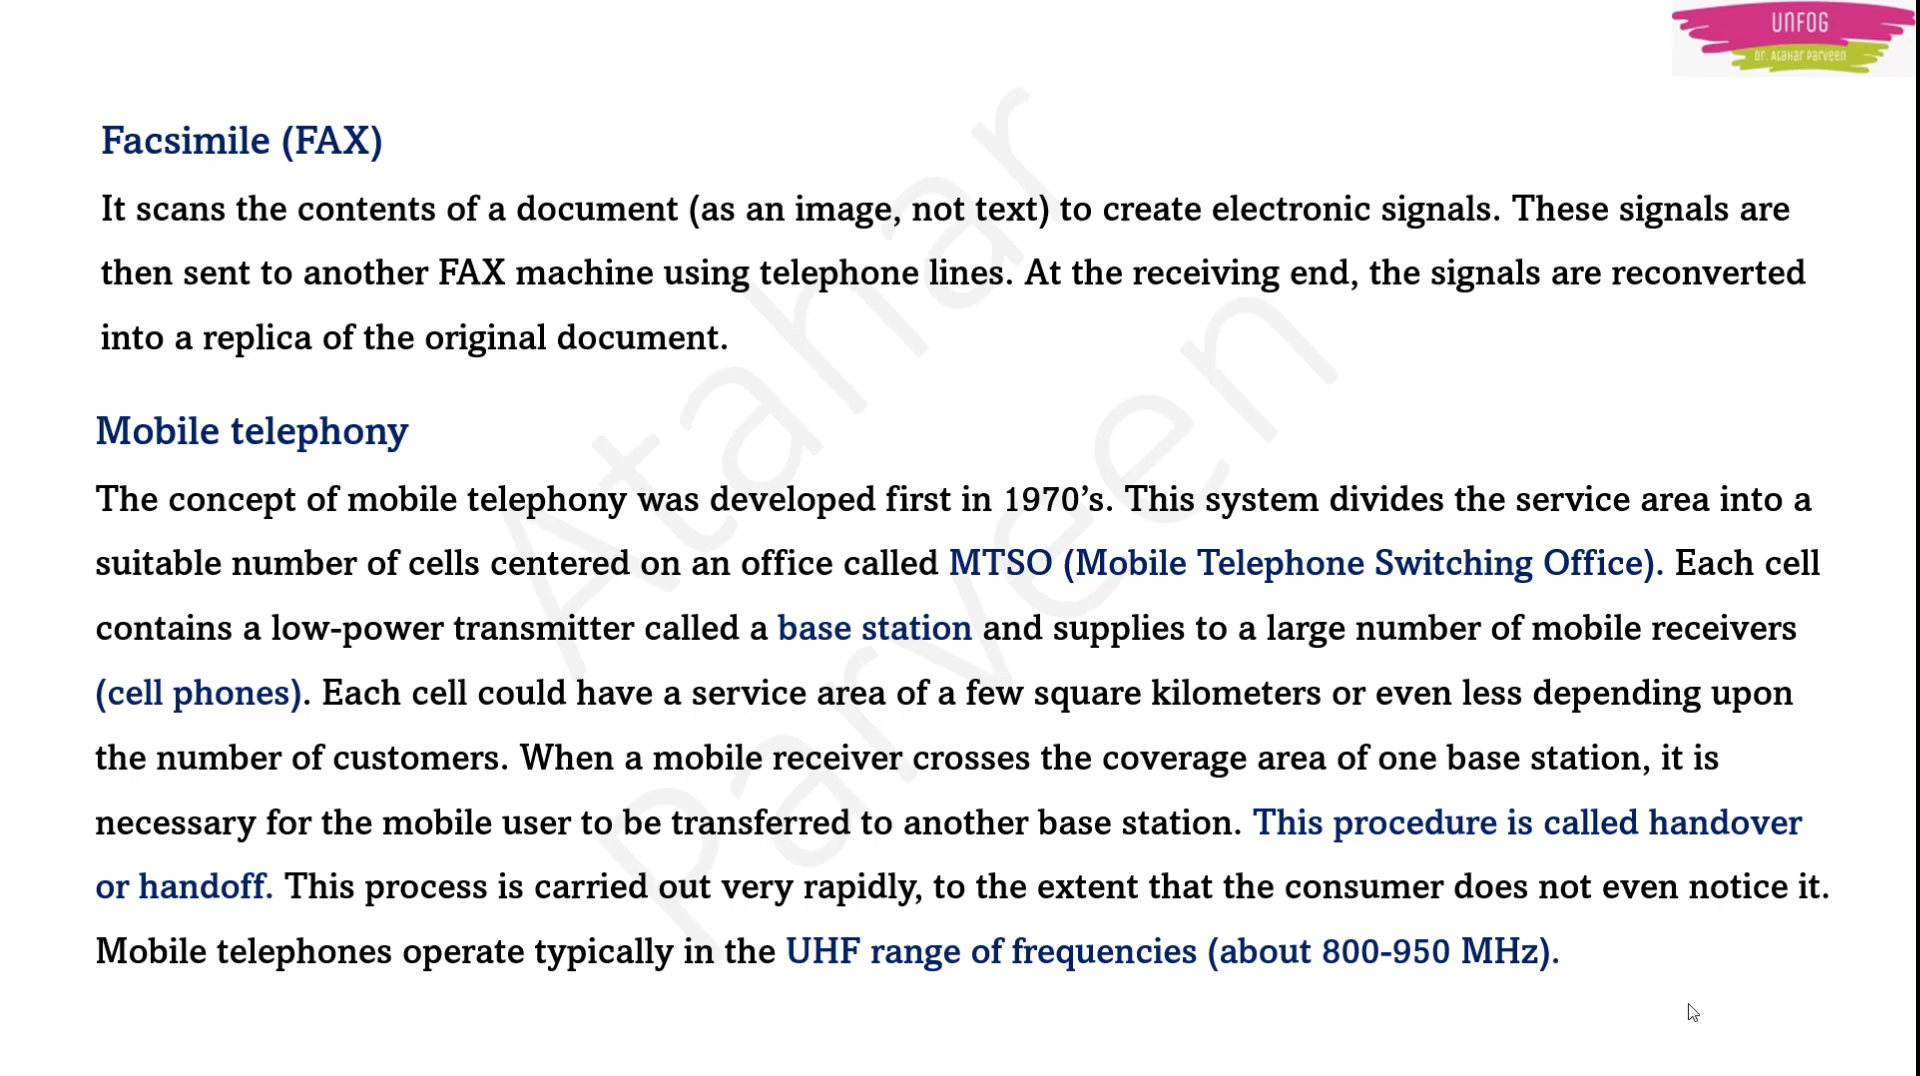 UNFOG
Dr. Atahar Parveen
Facsimile (FAX)
It scans the contents of a document (as an image, not text) to create electronic signals. These signals are
then sent to another FAX machine using telephone lines. At the receiving end, the signals are reconverted
into a replica of the original document.
Mobile telephony
The concept of mobile telephony was developed first in 1970’s. This system divides the service area into a
suitable number of cells centered on an office called MTSO (Mobile Telephone Switching Office). Each cell
contains a low-power transmitter called a base station and supplies to a large number of mobile receivers
(cell phones). Each cell could have a service area of a few square kilometers or even less depending upon
the number of customers. When a mobile receiver crosses the coverage area of one base station, it is
necessary for the mobile user to be transferred to another base station. This procedure is called handover
or handoff. This process is carried out very rapidly, to the extent that the consumer does not even notice it.
Mobile telephones operate typically in the UHF range of frequencies (about 800-950 MHz).
Atahar
Parveen